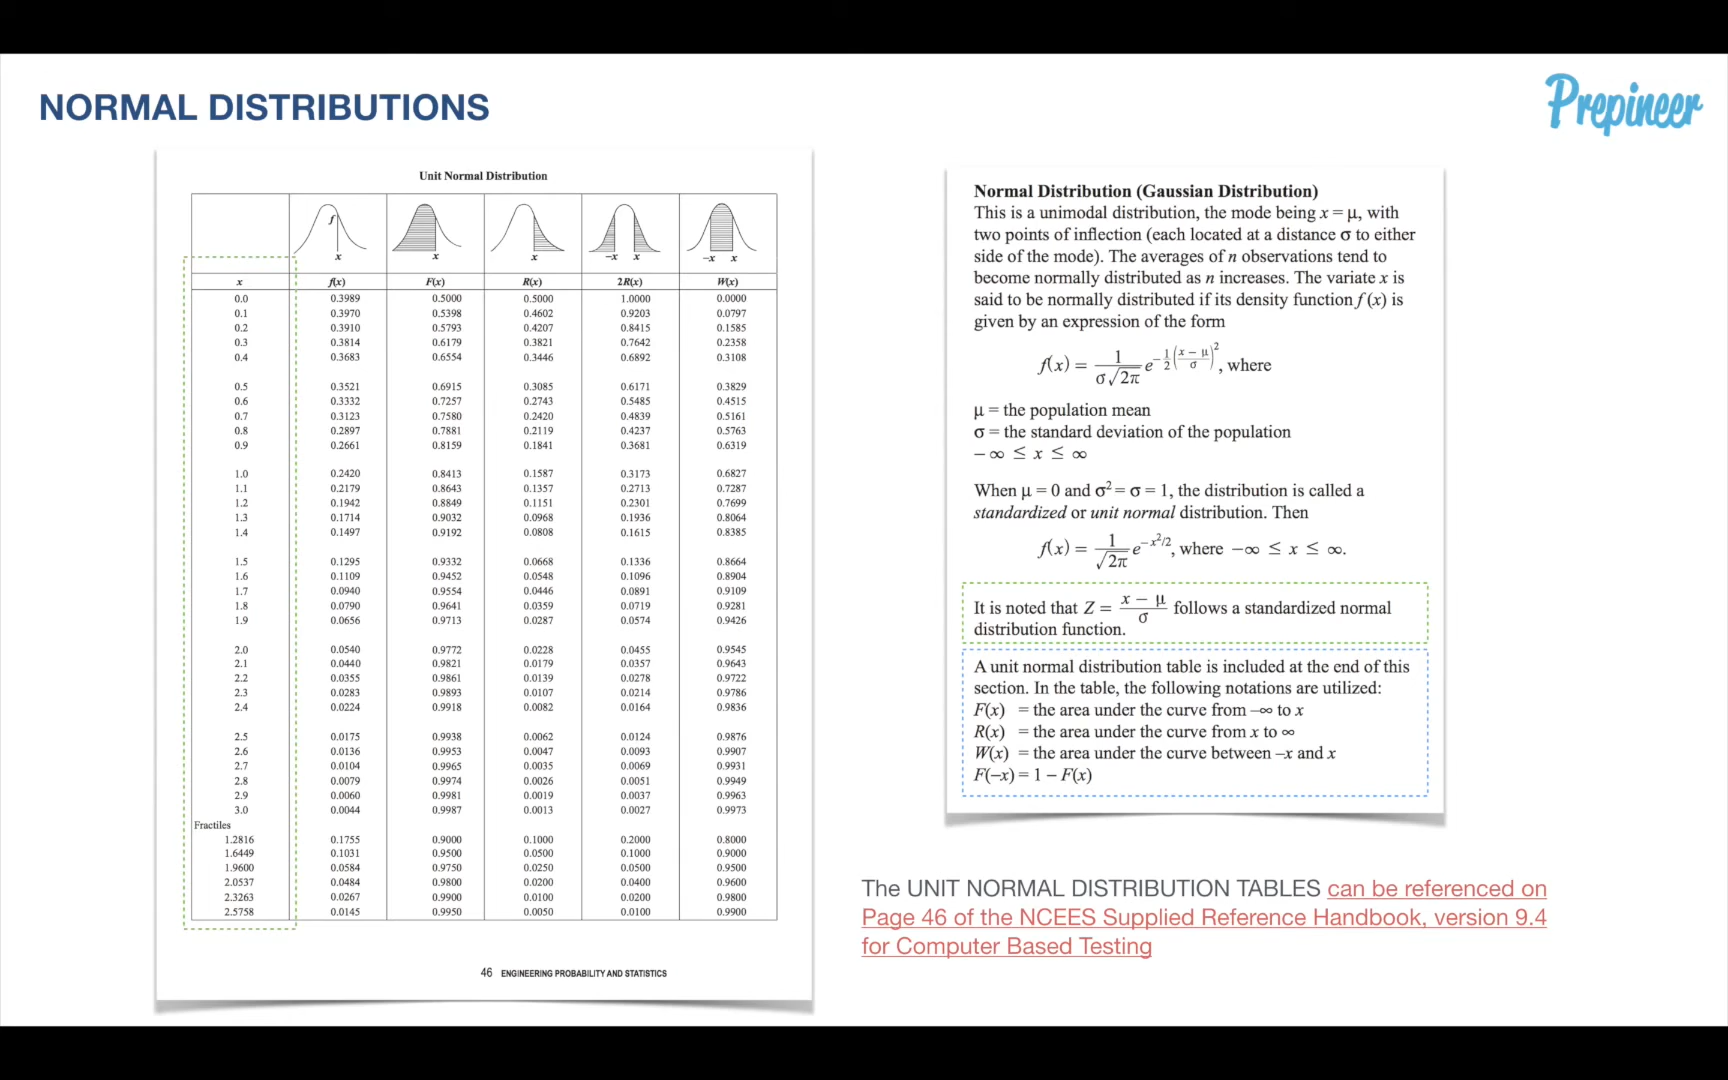 NORMAL DISTRIBUTIONS
Prepineer
Unit Normal Distribution
f
x x x −x x −x x
x f(x) F(x) R(x) 2R(x) W(x)
0.0 0.3989 0.5000 0.5000 1.0000 0.0000
0.1 0.3970 0.5398 0.4602 0.9203 0.0797
0.2 0.3910 0.5793 0.4207 0.8415 0.1585
0.3 0.3814 0.6179 0.3821 0.7642 0.2358
0.4 0.3683 0.6554 0.3446 0.6892 0.3108
0.5 0.3521 0.6915 0.3085 0.6171 0.3829
0.6 0.3332 0.7257 0.2743 0.5485 0.4515
0.7 0.3123 0.7580 0.2420 0.4839 0.5161
0.8 0.2897 0.7881 0.2119 0.4237 0.5763
0.9 0.2661 0.8159 0.1841 0.3681 0.6319
1.0 0.2420 0.8413 0.1587 0.3173 0.6827
1.1 0.2179 0.8643 0.1357 0.2713 0.7287
1.2 0.1942 0.8849 0.1151 0.2301 0.7699
1.3 0.1714 0.9032 0.0968 0.1936 0.8064
1.4 0.1497 0.9192 0.0808 0.1615 0.8385
1.5 0.1295 0.9332 0.0668 0.1336 0.8664
1.6 0.1109 0.9452 0.0548 0.1096 0.8904
1.7 0.0940 0.9554 0.0446 0.0891 0.9109
1.8 0.0790 0.9641 0.0359 0.0719 0.9281
1.9 0.0656 0.9713 0.0287 0.0574 0.9426
2.0 0.0540 0.9772 0.0228 0.0455 0.9545
2.1 0.0440 0.9821 0.0179 0.0357 0.9643
2.2 0.0355 0.9861 0.0139 0.0278 0.9722
2.3 0.0283 0.9893 0.0107 0.0214 0.9786
2.4 0.0224 0.9918 0.0082 0.0164 0.9836
2.5 0.0175 0.9938 0.0062 0.0124 0.9876
2.6 0.0136 0.9953 0.0047 0.0093 0.9907
2.7 0.0104 0.9965 0.0035 0.0069 0.9931
2.8 0.0079 0.9974 0.0026 0.0051 0.9949
2.9 0.0060 0.9981 0.0019 0.0037 0.9963
3.0 0.0044 0.9987 0.0013 0.0027 0.9973
Fractiles
1.2816 0.1755 0.9000 0.1000 0.2000 0.8000
1.6449 0.1031 0.9500 0.0500 0.1000 0.9000
1.9600 0.0584 0.9750 0.0250 0.0500 0.9500
2.0537 0.0484 0.9800 0.0200 0.0400 0.9600
2.3263 0.0267 0.9900 0.0100 0.0200 0.9800
2.5758 0.0145 0.9950 0.0050 0.0100 0.9900
46 ENGINEERING PROBABILITY AND STATISTICS
Normal Distribution (Gaussian Distribution)
This is a unimodal distribution, the mode being x = μ, with
two points of inflection (each located at a distance σ to either
side of the mode). The averages of n observations tend to
become normally distributed as n increases. The variate x is
said to be normally distributed if its density function f (x) is
given by an expression of the form
f(x) = 1/(σ√2π) e^(−1/2((x − μ)/σ)^2), where
μ = the population mean
σ = the standard deviation of the population
− ∞ ≤ x ≤ ∞
When μ = 0 and σ² = σ = 1, the distribution is called a
standardized or unit normal distribution. Then
f(x) = 1/√2π e^(−x²/2), where −∞ ≤ x ≤ ∞.
It is noted that Z = (x − μ)/σ follows a standardized normal
distribution function.
A unit normal distribution table is included at the end of this
section. In the table, the following notations are utilized:
F(x) = the area under the curve from −∞ to x
R(x) = the area under the curve from x to ∞
W(x) = the area under the curve between −x and x
F(−x) = 1 − F(x)
The UNIT NORMAL DISTRIBUTION TABLES can be referenced on
Page 46 of the NCEES Supplied Reference Handbook, version 9.4
for Computer Based Testing